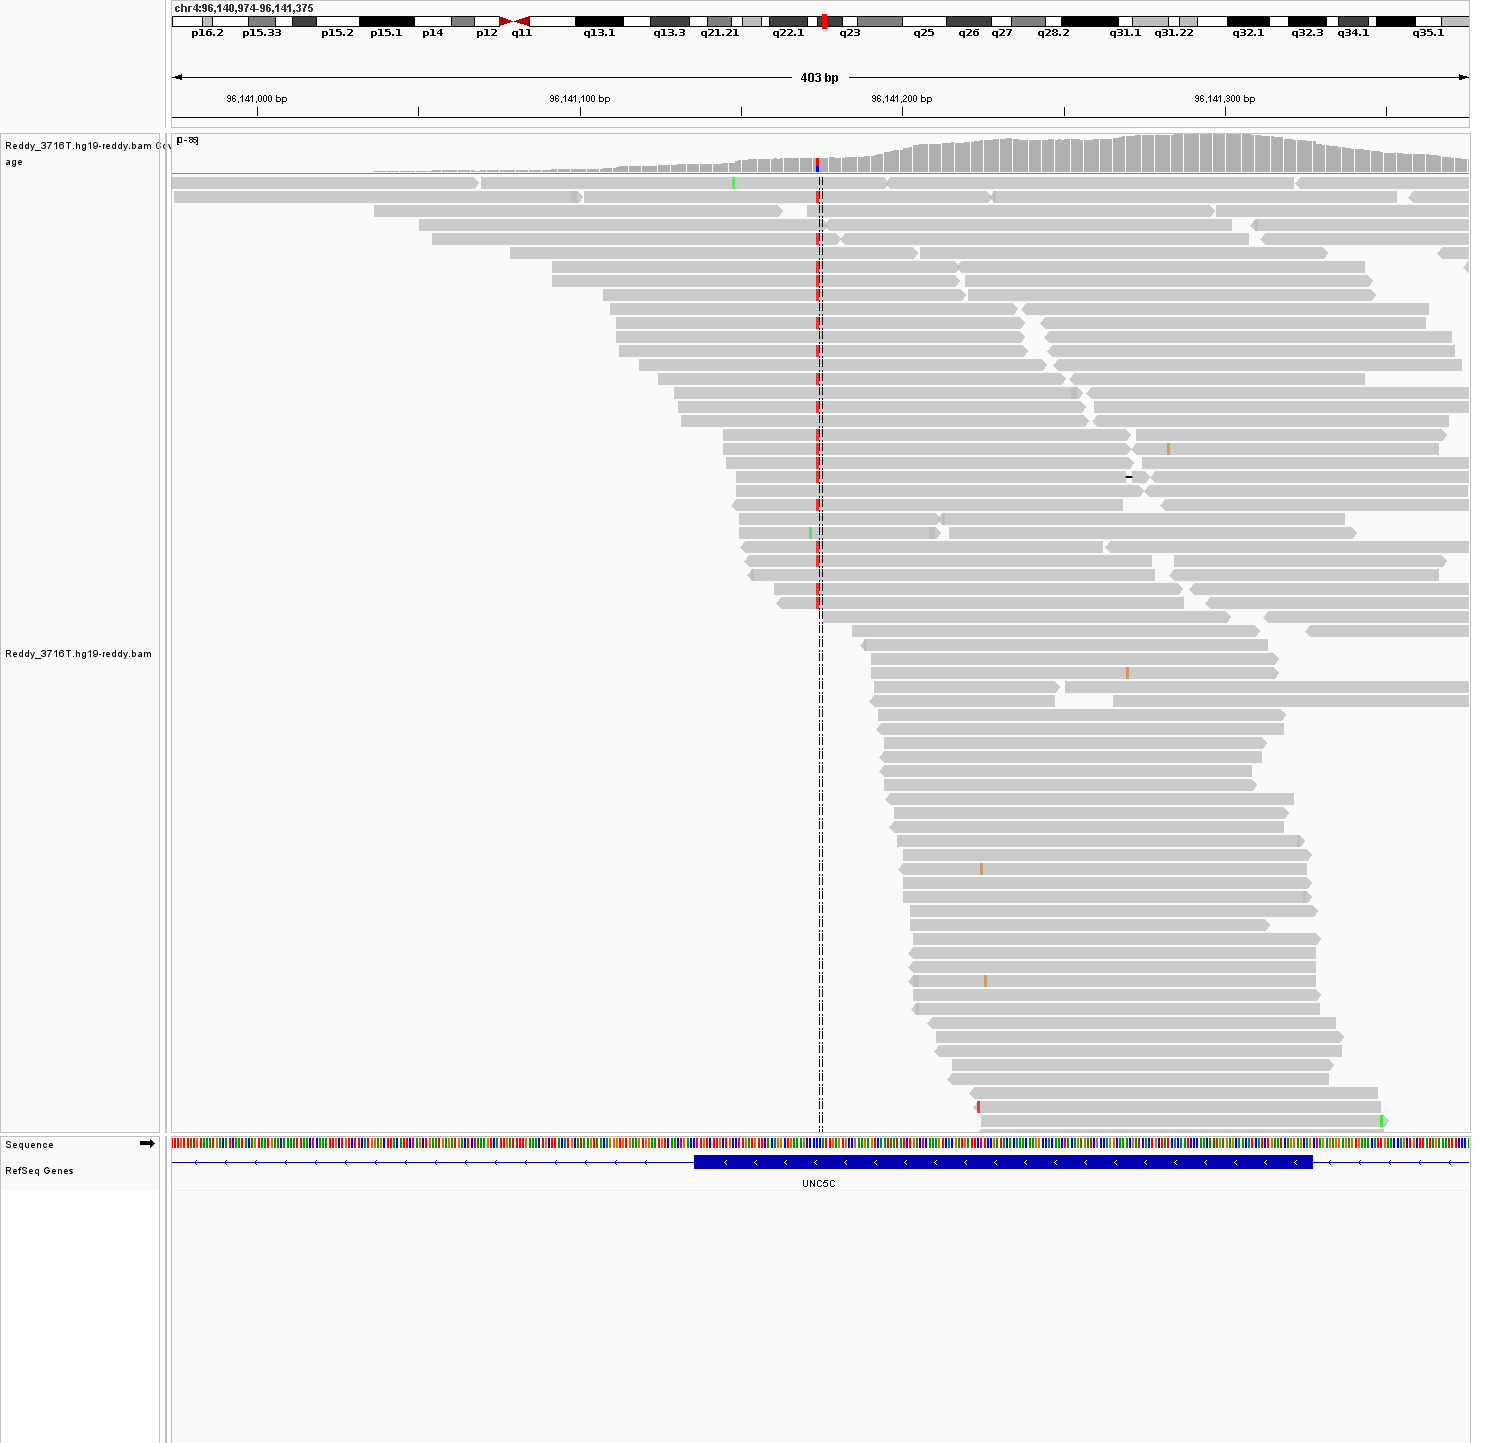 chr4:96,140,974-96,141,375
p16.2 p15.33 p15.2 p15.1 p14 p12 q11 q13.1 q13.3 q21.21 q22.1 q23 q25 q26 q27 q28.2 q31.1 q31.22 q32.1 q32.3 q34.1 q35.1
403 bp
96,141,000 bp 96,141,100 bp 96,141,200 bp 96,141,300 bp
Reddy_3716T.hg19-reddy.bam Cov
age
Reddy_3716T.hg19-reddy.bam
Sequence
RefSeq Genes
UNC5C